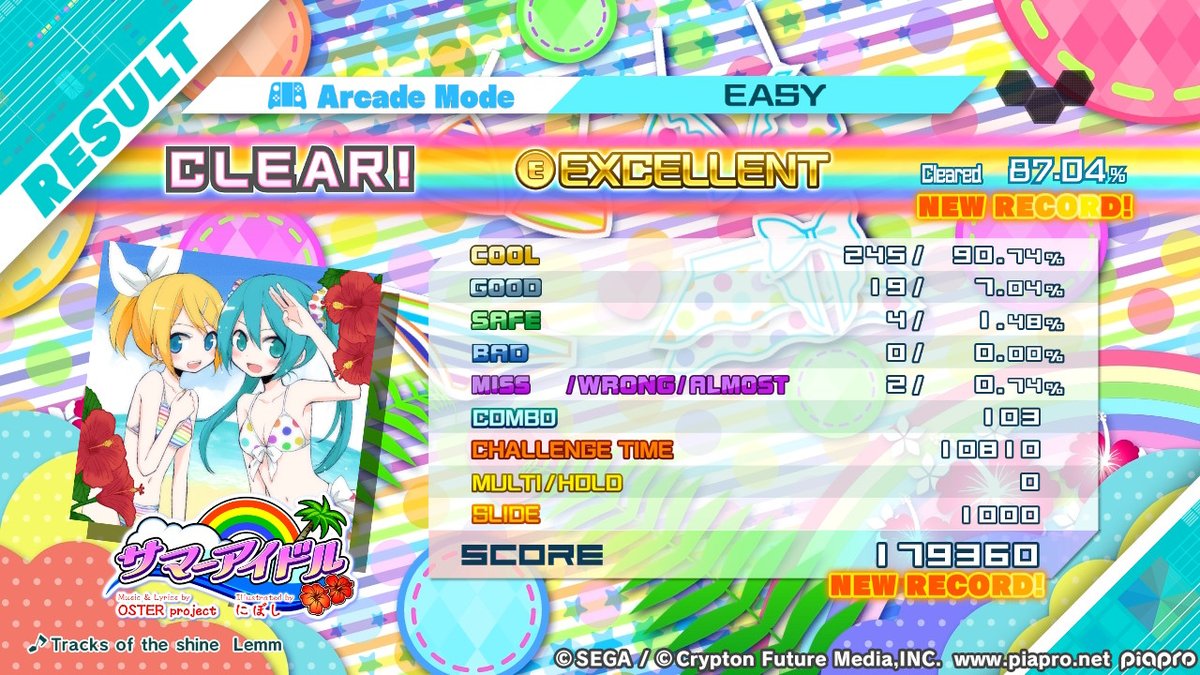 RESULT
Arcade Mode EASY
CLEAR! E EXCELLENT Cleared 87.04%
NEW RECORD!
COOL 245/ 90.74%
GOOD 19/ 7.04%
SAFE 4/ 1.48%
BAD 0/ 0.00%
MISS /WRONG/ALMOST 2/ 0.74%
COMBO 103
CHALLENGE TIME 10810
MULTI/HOLD 0
SLIDE 1000
SCORE 179360
NEW RECORD!
サマーアイドル
Music & Lyrics by Illustrated by
OSTER project にほし
♪Tracks of the shine Lemm
©SEGA / ©Crypton Future Media,INC. www.piapro.net piapro